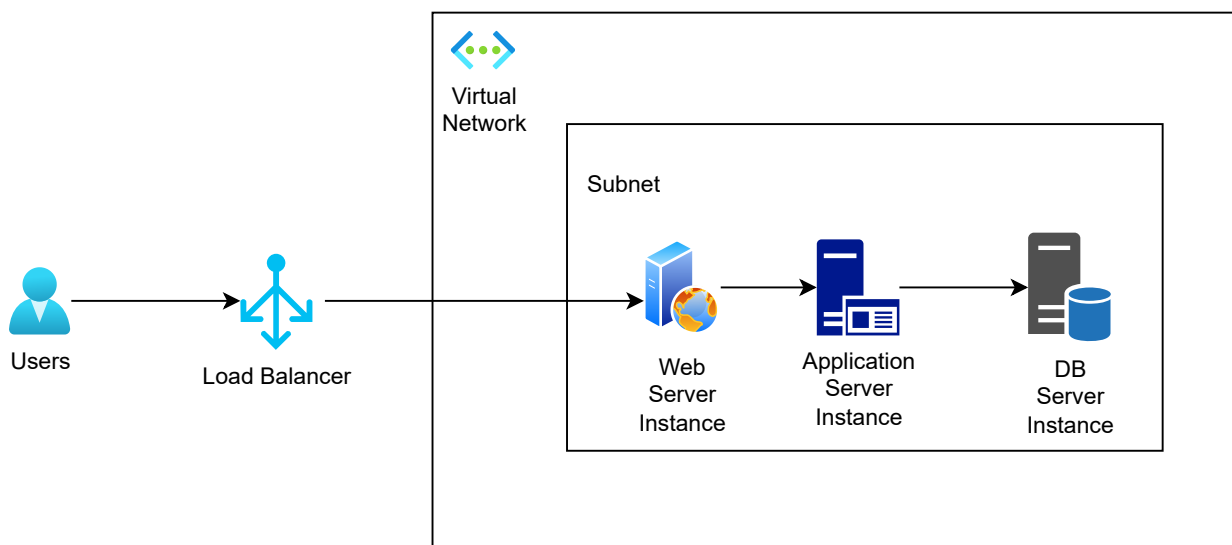 Virtual
Network
Subnet
Users
Load Balancer
Web
Server
Instance
Application
Server
Instance
DB
Server
Instance